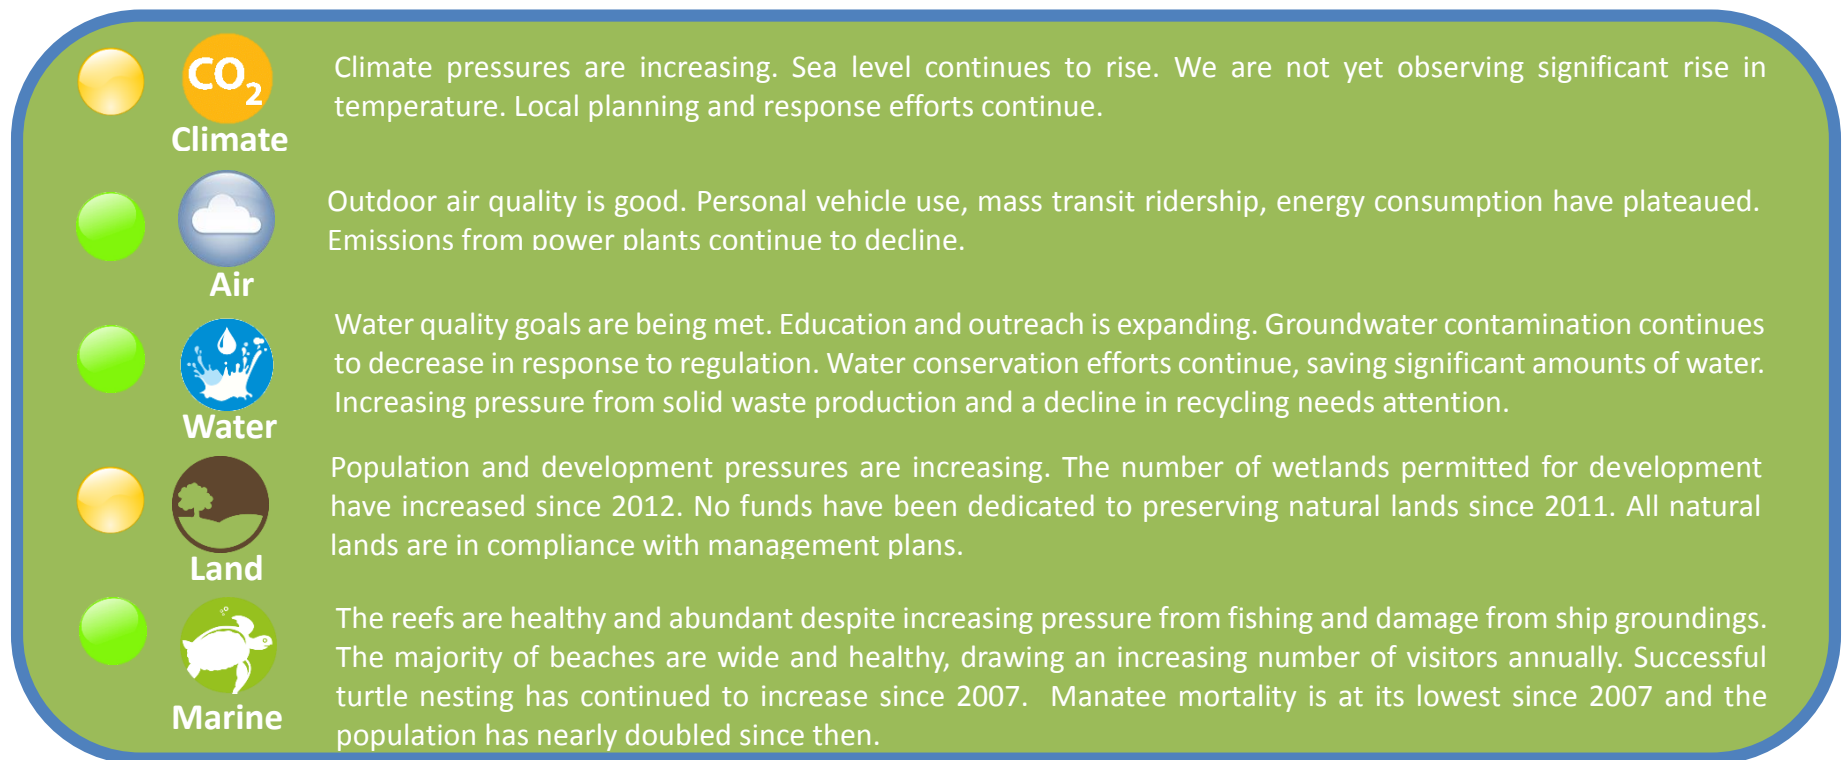 CO2
Climate
Climate pressures are increasing. Sea level continues to rise. We are not yet observing significant rise in
temperature. Local planning and response efforts continue.
Air
Outdoor air quality is good. Personal vehicle use, mass transit ridership, energy consumption have plateaued.
Emissions from power plants continue to decline.
Water
Water quality goals are being met. Education and outreach is expanding. Groundwater contamination continues
to decrease in response to regulation. Water conservation efforts continue, saving significant amounts of water.
Increasing pressure from solid waste production and a decline in recycling needs attention.
Land
Population and development pressures are increasing. The number of wetlands permitted for development
have increased since 2012. No funds have been dedicated to preserving natural lands since 2011. All natural
lands are in compliance with management plans.
Marine
The reefs are healthy and abundant despite increasing pressure from fishing and damage from ship groundings.
The majority of beaches are wide and healthy, drawing an increasing number of visitors annually. Successful
turtle nesting has continued to increase since 2007. Manatee mortality is at its lowest since 2007 and the
population has nearly doubled since then.